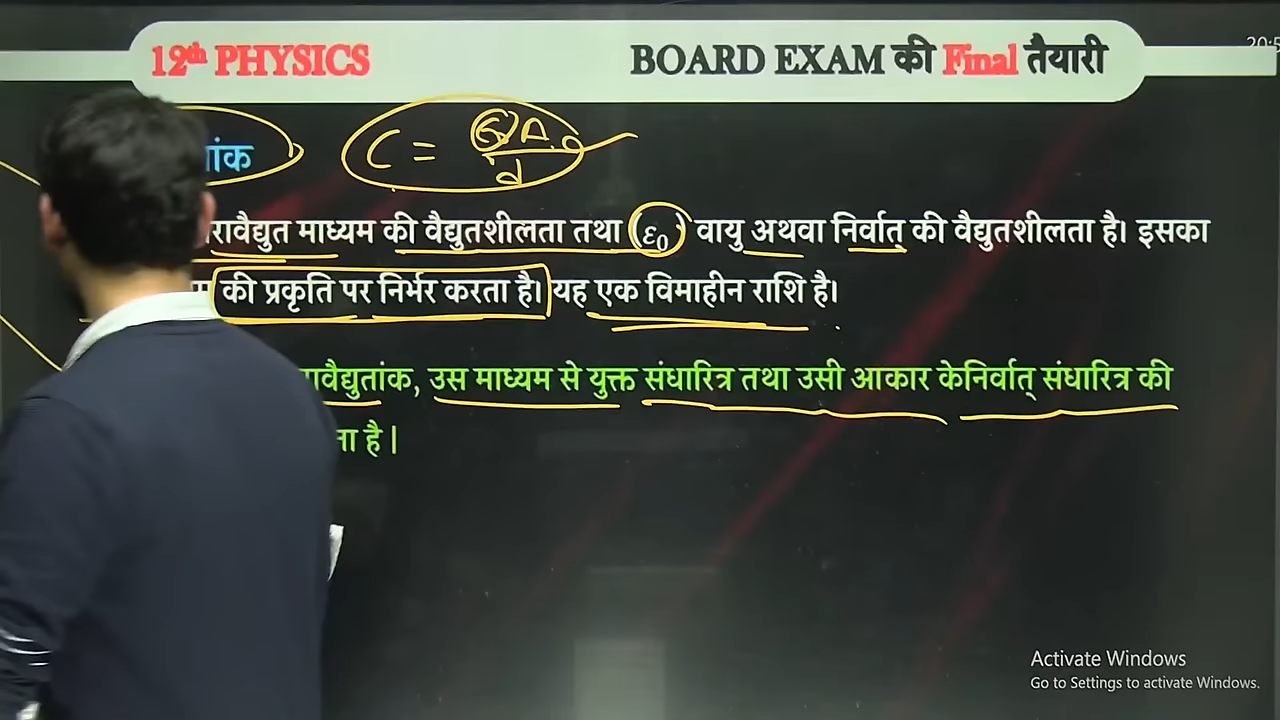 12th PHYSICS
BOARD EXAM की Final तैयारी
20:5
ांक
C = A / d
रावैद्युत माध्यम की वैद्युतशीलता तथा (ε₀) वायु अथवा निर्वात् की वैद्युतशीलता है। इसका
की प्रकृति पर निर्भर करता है। यह एक विमाहीन राशि है।
ावैद्युतांक, उस माध्यम से युक्त संधारित्र तथा उसी आकार केनिर्वात् संधारित्र की
है |
Activate Windows
Go to Settings to activate Windows.